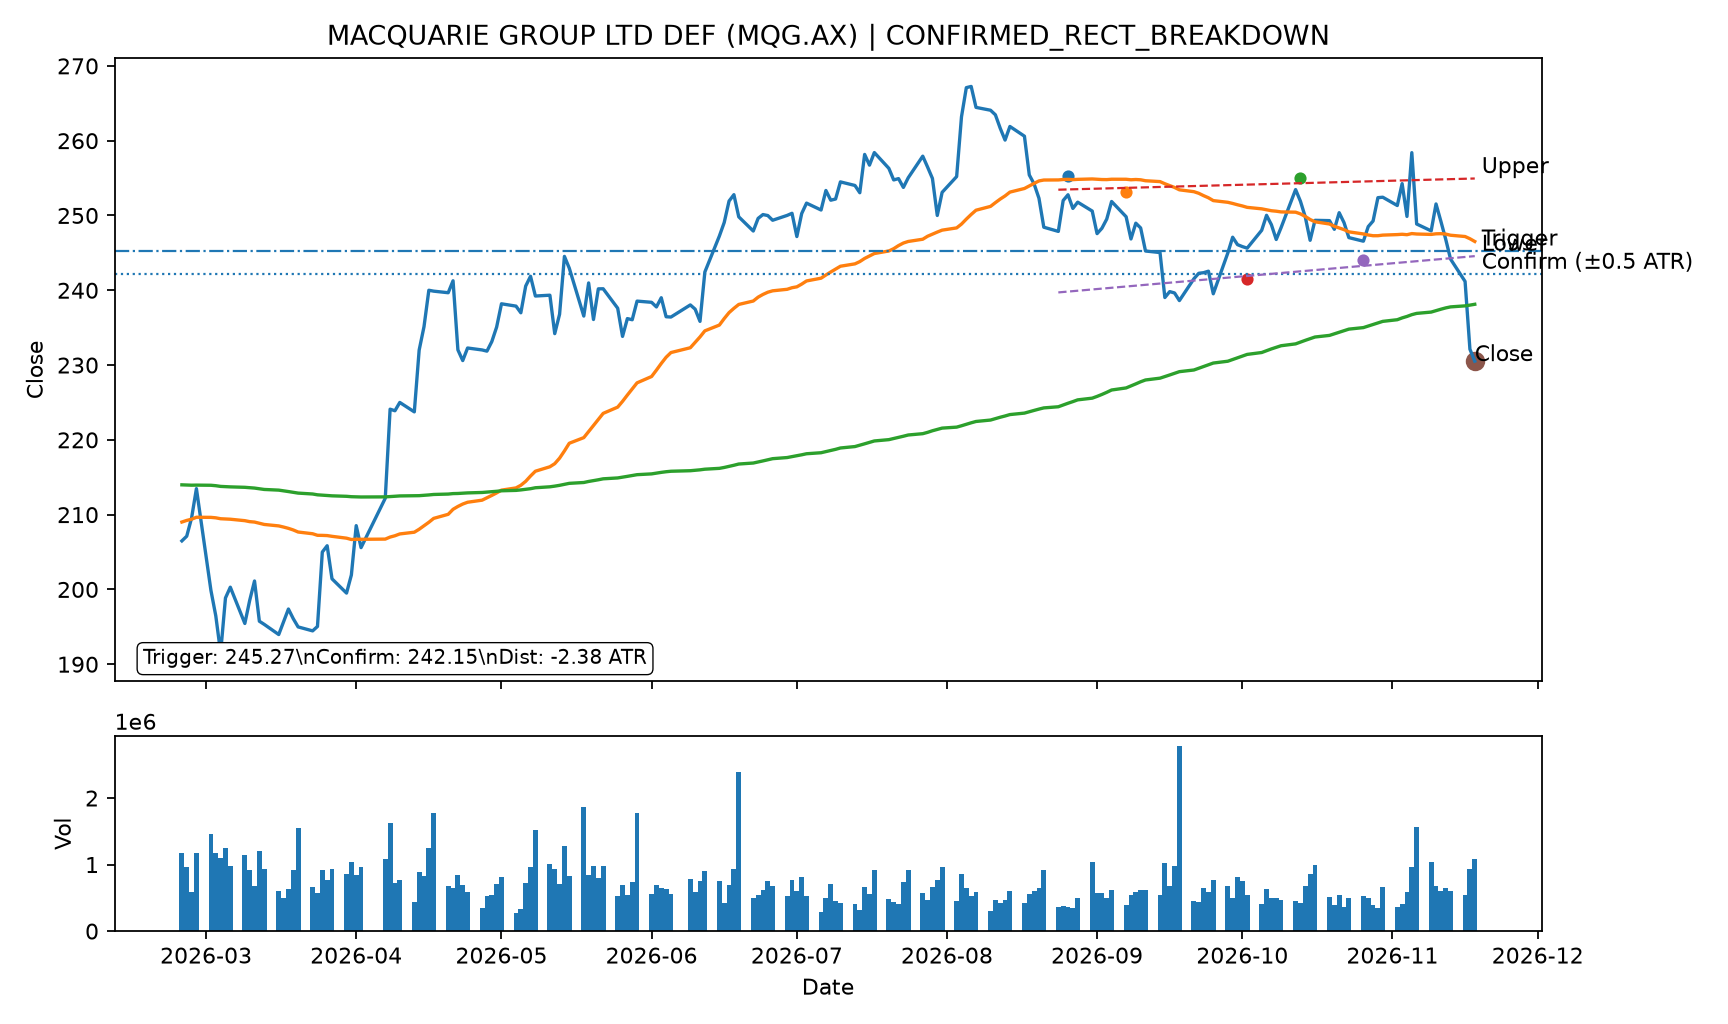 MACQUARIE GROUP LTD DEF (MQG.AX) | CONFIRMED_RECT_BREAKDOWN
Close
270
260
250
240
230
220
210
200
190
Upper
Trigger
Lower
Confirm (±0.5 ATR)
Close
Trigger: 245.27\nConfirm: 242.15\nDist: -2.38 ATR
1e6
Vol
2
1
0
2026-03 2026-04 2026-05 2026-06 2026-07 2026-08 2026-09 2026-10 2026-11 2026-12
Date